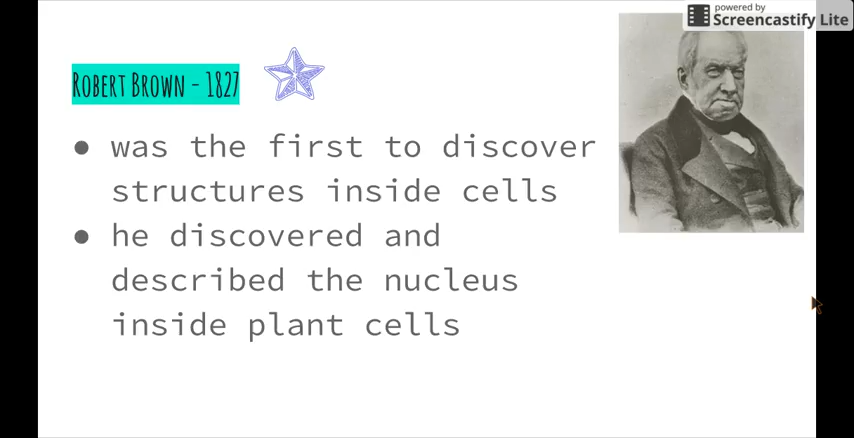 powered by
Screencastify Lite
Robert Brown - 1827
● was the first to discover
structures inside cells
● he discovered and
described the nucleus
inside plant cells